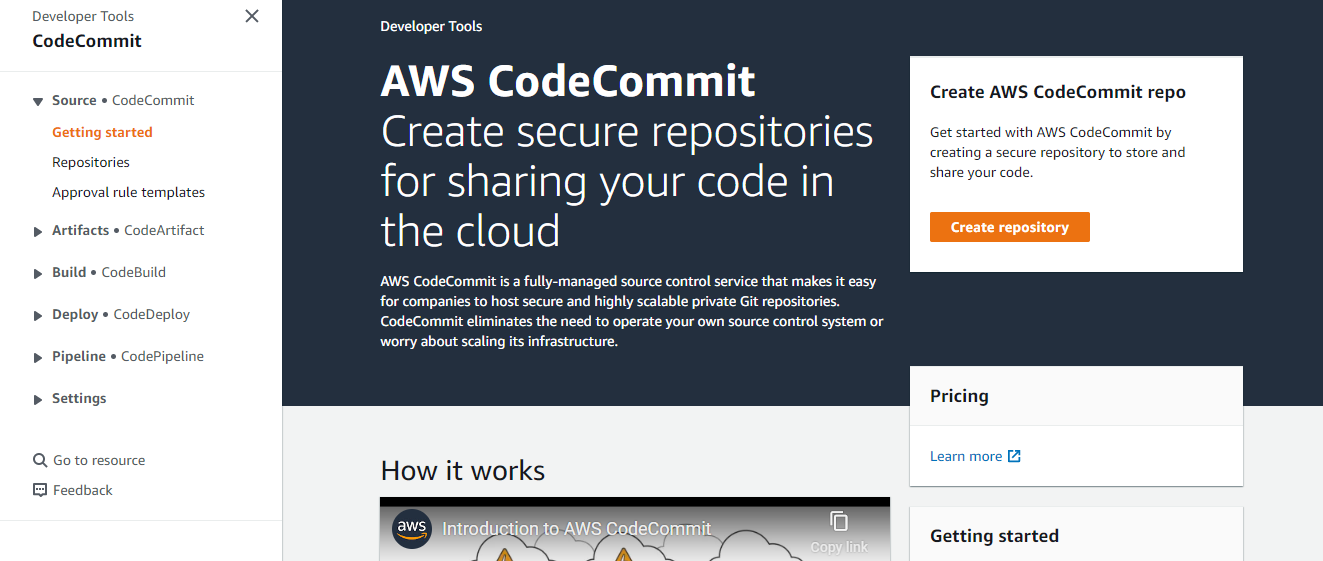 Developer Tools
CodeCommit
Source • CodeCommit
Getting started
Repositories
Approval rule templates
Artifacts • CodeArtifact
Build • CodeBuild
Deploy • CodeDeploy
Pipeline • CodePipeline
Settings
Go to resource
Feedback
Developer Tools
AWS CodeCommit
Create secure repositories
for sharing your code in
the cloud
AWS CodeCommit is a fully-managed source control service that makes it easy
for companies to host secure and highly scalable private Git repositories.
CodeCommit eliminates the need to operate your own source control system or
worry about scaling its infrastructure.
Create AWS CodeCommit repo
Get started with AWS CodeCommit by
creating a secure repository to store and
share your code.
Create repository
Pricing
Learn more
How it works
aws
Introduction to AWS CodeCommit
Copy link
Getting started